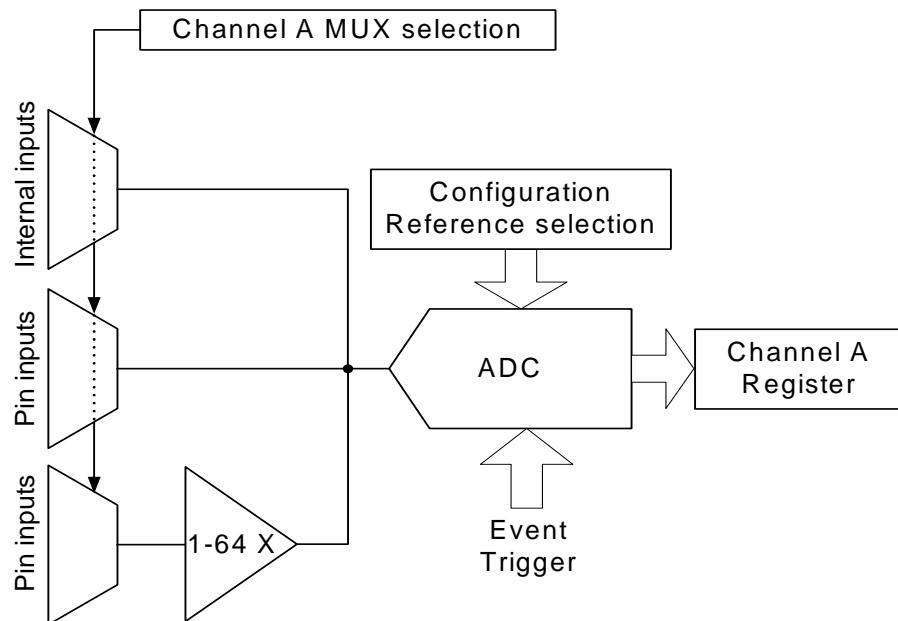 Channel A MUX selection
Internal inputs
Configuration
Reference selection
Pin inputs
ADC
Channel A
Register
Pin inputs
1-64 X
Event
Trigger